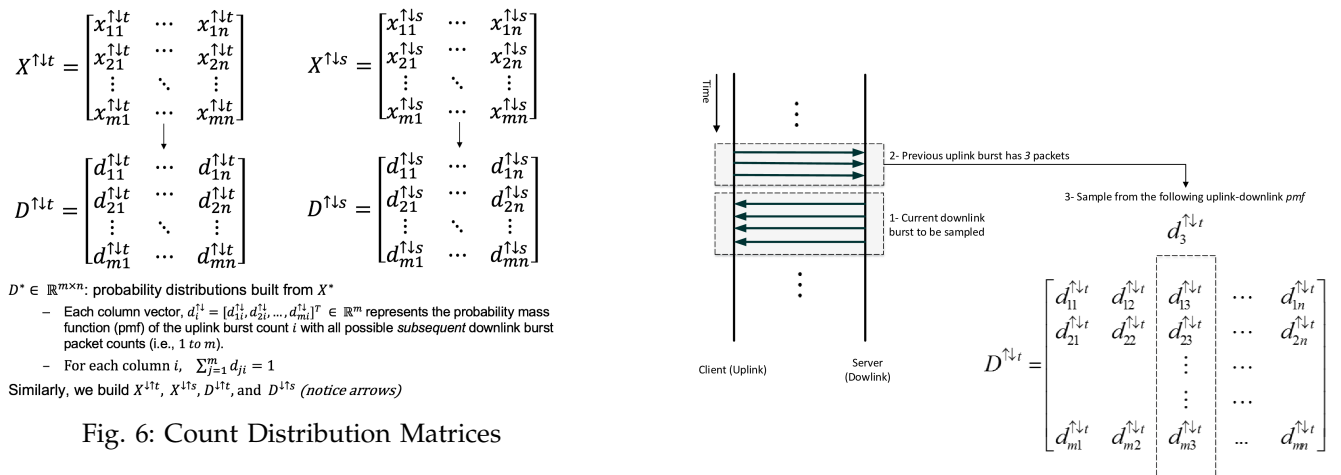 X^{↑↓t} = [x_{11}^{↑↓t} ⋯ x_{1n}^{↑↓t}
x_{21}^{↑↓t} ⋯ x_{2n}^{↑↓t}
⋮ ⋱ ⋮
x_{m1}^{↑↓t} ⋯ x_{mn}^{↑↓t}]
X^{↑↓s} = [x_{11}^{↑↓s} ⋯ x_{1n}^{↑↓s}
x_{21}^{↑↓s} ⋯ x_{2n}^{↑↓s}
⋮ ⋱ ⋮
x_{m1}^{↑↓s} ⋯ x_{mn}^{↑↓s}]
D^{↑↓t} = [d_{11}^{↑↓t} ⋯ d_{1n}^{↑↓t}
d_{21}^{↑↓t} ⋯ d_{2n}^{↑↓t}
⋮ ⋱ ⋮
d_{m1}^{↑↓t} ⋯ d_{mn}^{↑↓t}]
D^{↑↓s} = [d_{11}^{↑↓s} ⋯ d_{1n}^{↑↓s}
d_{21}^{↑↓s} ⋯ d_{2n}^{↑↓s}
⋮ ⋱ ⋮
d_{m1}^{↑↓s} ⋯ d_{mn}^{↑↓s}]
D* ∈ ℝ^{m×n}: probability distributions built from X*
– Each column vector, d_i^{↑↓} = [d_{1i}^{↑↓}, d_{2i}^{↑↓}, ..., d_{mi}^{↑↓}]^T ∈ ℝ^m represents the probability mass
function (pmf) of the uplink burst count i with all possible subsequent downlink burst
packet counts (i.e., 1 to m).
– For each column i, ∑_{j=1}^{m} d_{ji} = 1
Similarly, we build X^{↓↑t}, X^{↓↑s}, D^{↓↑t}, and D^{↓↑s} (notice arrows)
Fig. 6: Count Distribution Matrices
Time
⋮
2- Previous uplink burst has 3 packets
3- Sample from the following uplink-downlink pmf
1- Current downlink
burst to be sampled
⋮
Client (Uplink)
Server
(Dowlink)
d_3^{↑↓t}
D^{↑↓t} = [d_{11}^{↑↓t} d_{12}^{↑↓t} d_{13}^{↑↓t} ⋯ d_{1n}^{↑↓t}
d_{21}^{↑↓t} d_{22}^{↑↓t} d_{23}^{↑↓t} ⋯ d_{2n}^{↑↓t}
⋮ ⋯
⋮ ⋯
d_{m1}^{↑↓t} d_{m2}^{↑↓t} d_{m3}^{↑↓t} ... d_{mn}^{↑↓t}]